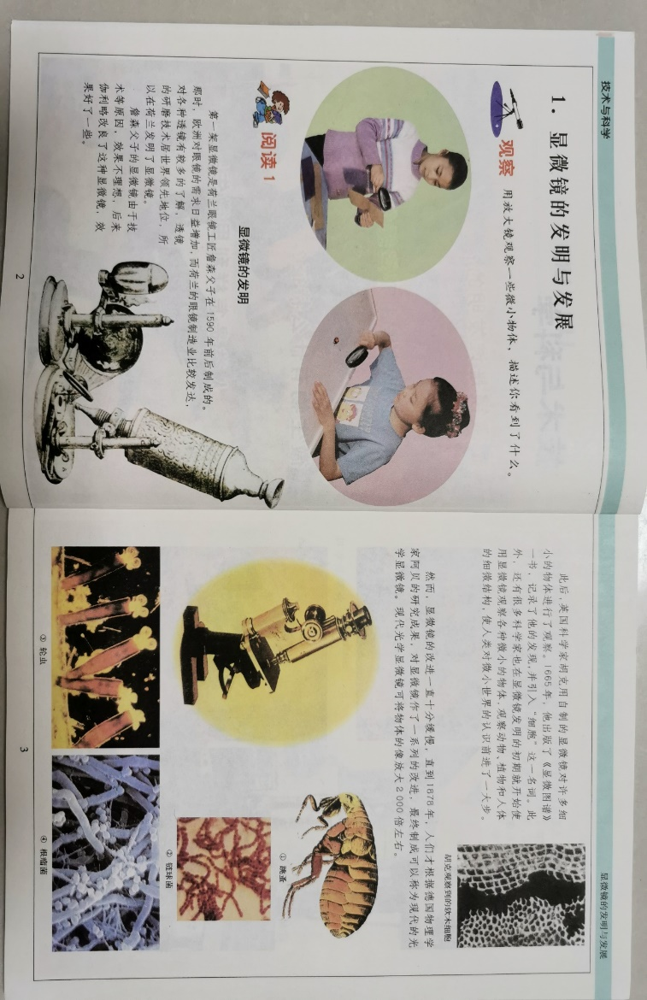 技术与科学
1. 显微镜的发明与发展
观察 用放大镜观察一些微小物体，描述你看到了什么。
阅读1
显微镜的发明
第一架显微镜是荷兰眼镜工匠詹森父子在1590年前后制成的。
那时，欧洲对眼镜的需求日益增加，而荷兰的眼镜制造业比较发达，
对各种透镜有较多的了解，透镜
的研磨技术居世界领先地位，所
以在荷兰发明了显微镜。
詹森父子的显微镜由于技
术等原因，效果不理想，后来
伽利略改良了这种显微镜，效
果好了一些。
2
显微镜的发明与发展
此后，英国科学家胡克用自制的显微镜对许多细
小的物体进行了观察。1665年，他出版了《显微图谱》
一书，记录了他的发现，并引入“细胞”这一名词。此
外，还有很多科学家也在显微镜发明的初期就开始使
用显微镜观察各种微小的物体，观察动物、植物和人体
的细微结构，使人类对微小世界的认识前进了一大步。
胡克观察到的软木细胞
然而，显微镜的改进一直十分缓慢，直到1878年，人们才根据德国物理学
家阿贝的研究成果，对显微镜作了一系列的改进，最终制成可以称为现代的光
学显微镜。现代光学显微镜可将物体的像放大2000倍左右。
① 跳蚤
② 链球菌
③ 轮虫
④ 根瘤菌
3